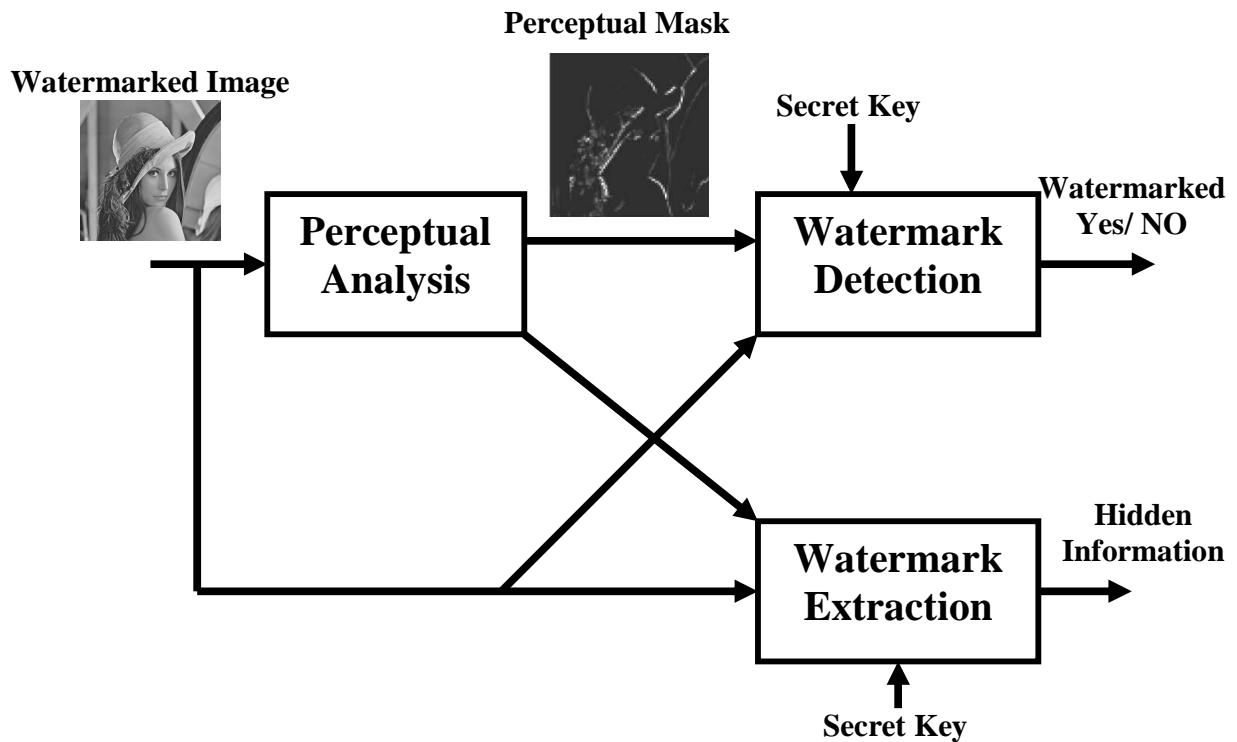 Perceptual Mask
Watermarked Image
Secret Key
Perceptual
Analysis
Watermark
Detection
Watermarked
Yes/ NO
Watermark
Extraction
Hidden
Information
Secret Key